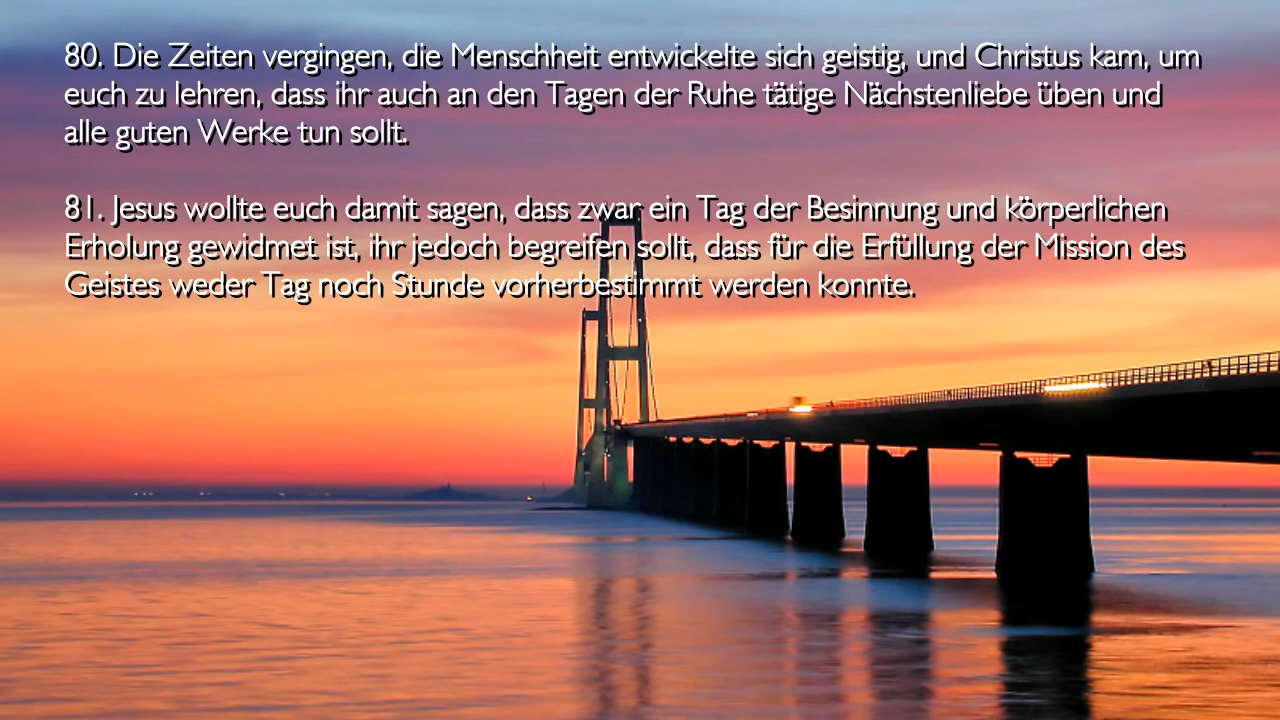 80. Die Zeiten vergingen, die Menschheit entwickelte sich geistig, und Christus kam, um
euch zu lehren, dass ihr auch an den Tagen der Ruhe tätige Nächstenliebe üben und
alle guten Werke tun sollt.
81. Jesus wollte euch damit sagen, dass zwar ein Tag der Besinnung und körperlichen
Erholung gewidmet ist, ihr jedoch begreifen sollt, dass für die Erfüllung der Mission des
Geistes weder Tag noch Stunde vorherbestimmt werden konnte.